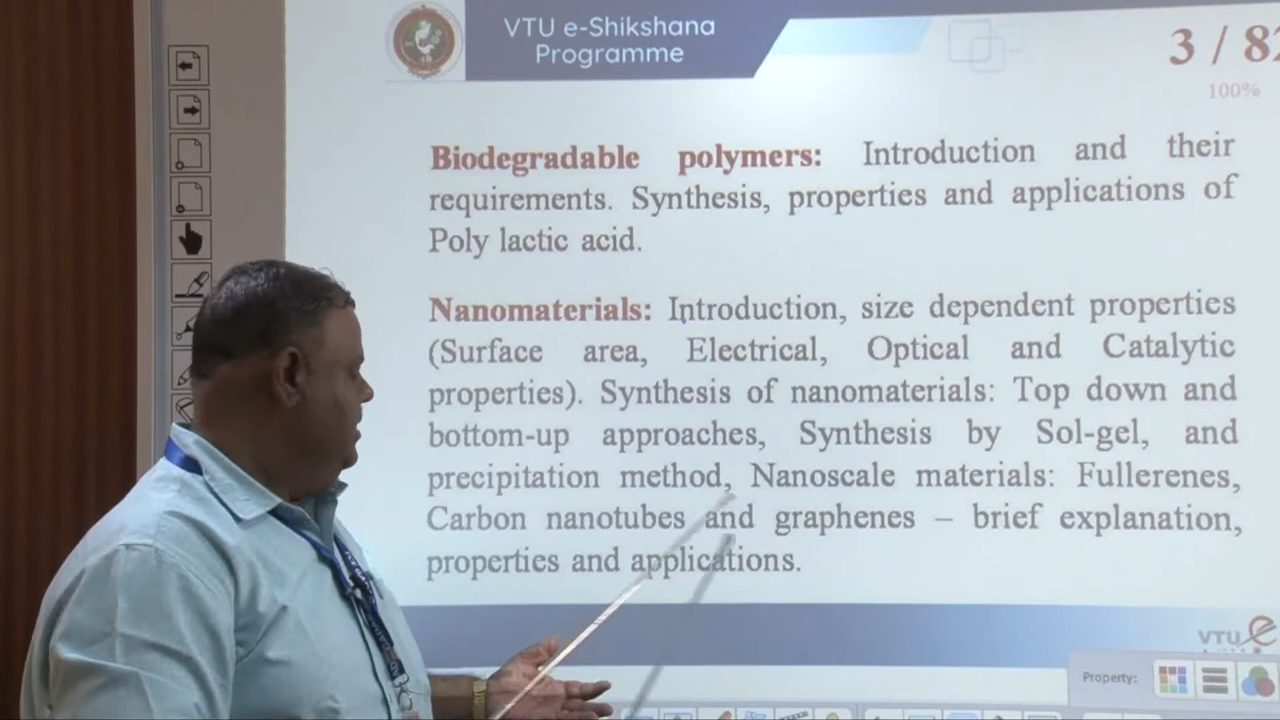 VTU e-Shikshana
Programme
3 / 82
100%
Biodegradable polymers: Introduction and their
requirements. Synthesis, properties and applications of
Poly lactic acid.
Nanomaterials: Introduction, size dependent properties
(Surface area, Electrical, Optical and Catalytic
properties). Synthesis of nanomaterials: Top down and
bottom-up approaches, Synthesis by Sol-gel, and
precipitation method, Nanoscale materials: Fullerenes,
Carbon nanotubes and graphenes – brief explanation,
properties and applications.
VTU e
Property: